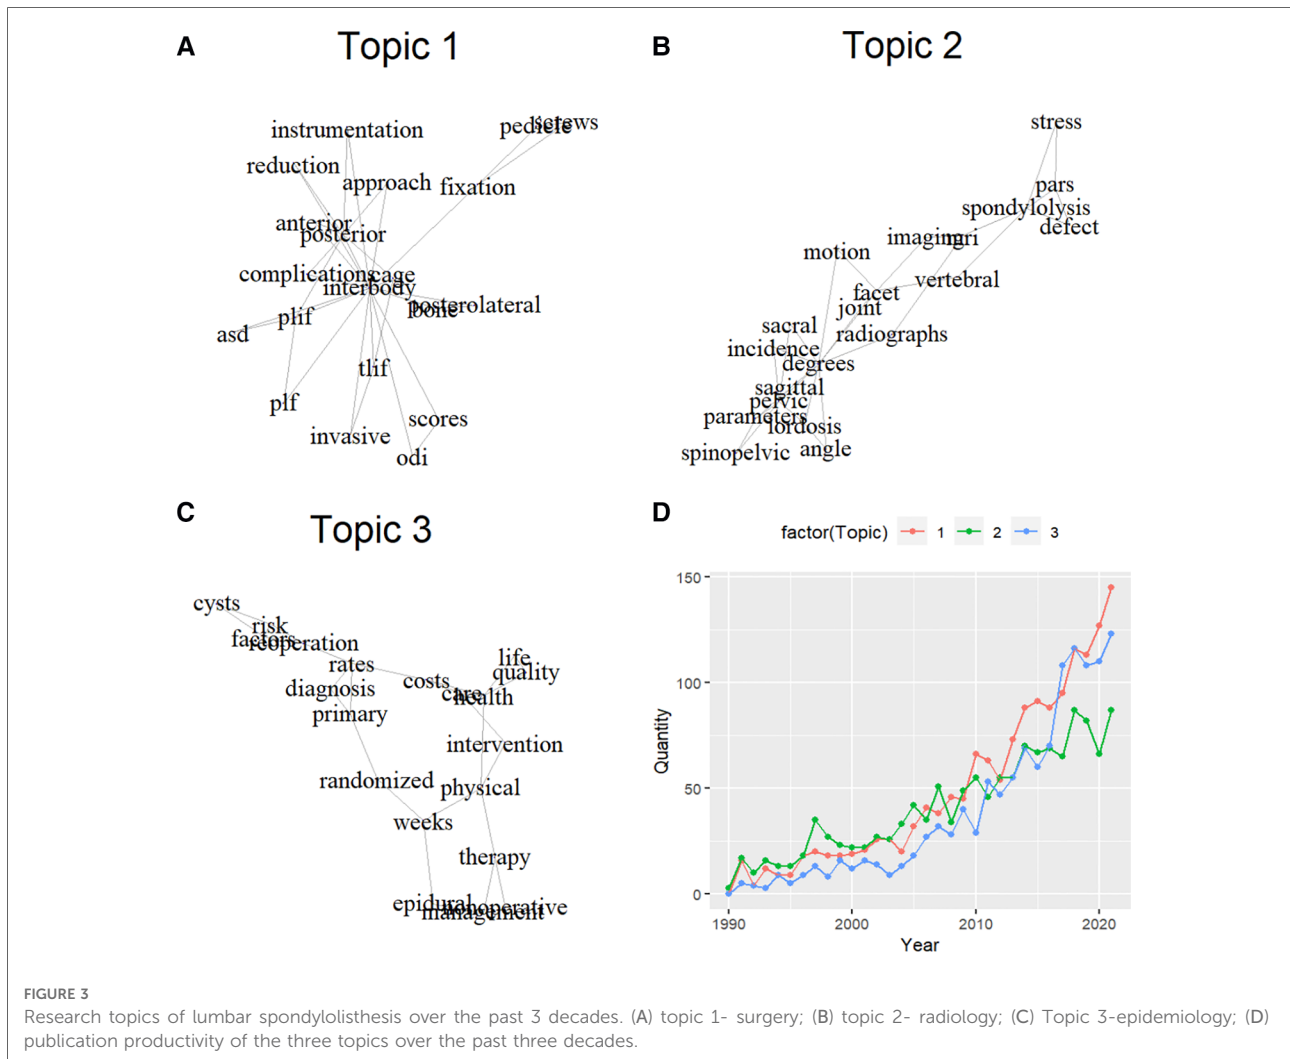 A
Topic 1
instrumentation
pedicle
screws
reduction
approach
fixation
anterior
posterior
complications
cage
interbody
posterolateral
bone
plif
asd
tlif
plf
scores
invasive
odi
B
Topic 2
stress
pars
spondylolysis
defect
imaging
mri
motion
vertebral
facet
joint
sacral
radiographs
incidence
degrees
sagittal
pelvic
parameters
lordosis
spinopelvic
angle
C
Topic 3
cysts
risk
factors
reoperation
rates
life
quality
costs
care
health
diagnosis
primary
intervention
randomized
physical
weeks
therapy
epidural
nonoperative
management
D
factor(Topic) 1 2 3
150
100
50
0
Quantity
1990 2000 2010 2020
Year
FIGURE 3
Research topics of lumbar spondylolisthesis over the past 3 decades. (A) topic 1- surgery; (B) topic 2- radiology; (C) Topic 3-epidemiology; (D)
publication productivity of the three topics over the past three decades.